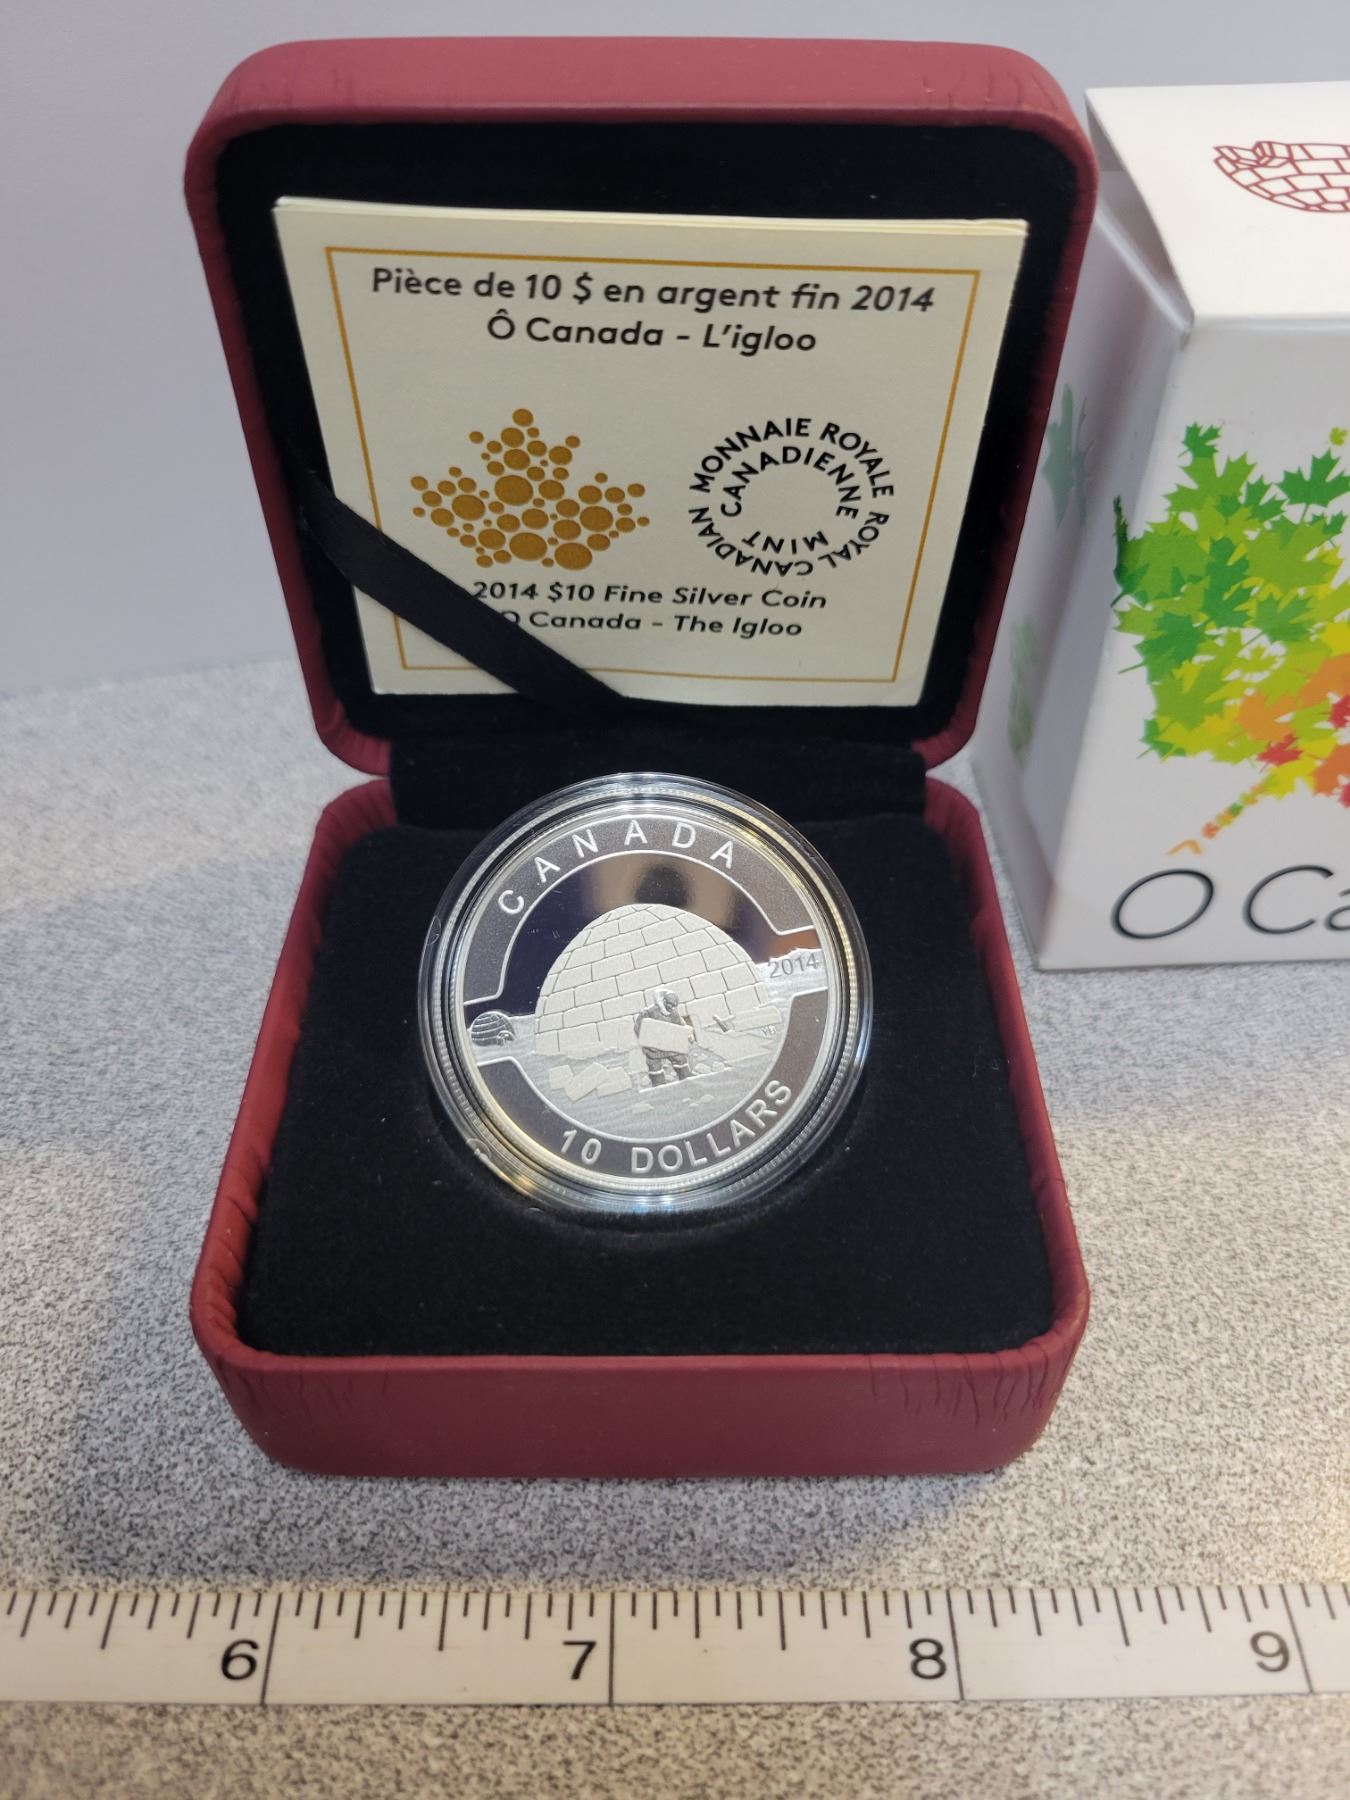 Pièce de 10 $ en argent fin 2014
Ô Canada - L'igloo
MONNAIE ROYALE CANADIENNE
ROYAL CANADIAN MINT
2014 $10 Fine Silver Coin
O Canada - The Igloo
O Ca
CANADA
2014
YB
10 DOLLARS
6 7 8 9